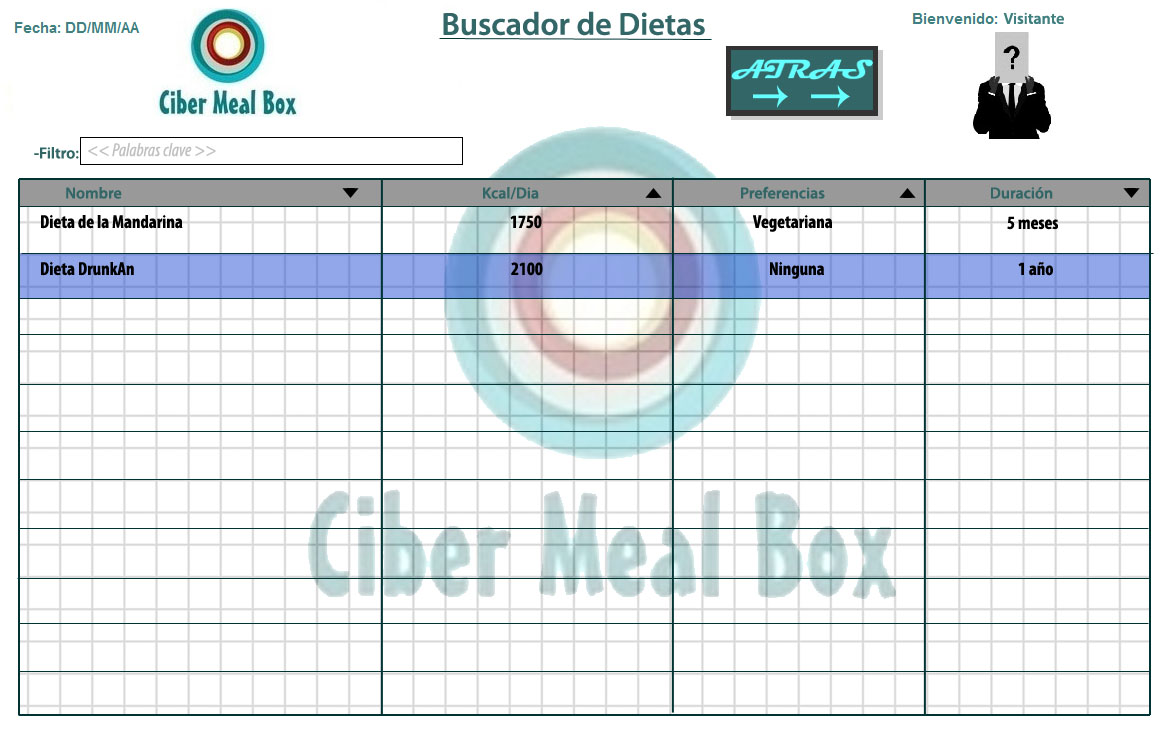 Fecha: DD/MM/AA
Ciber Meal Box
Buscador de Dietas
ATRAS
Bienvenido: Visitante
?
-Filtro: << Palabras clave >>
Nombre Kcal/Dia Preferencias Duración
Dieta de la Mandarina 1750 Vegetariana 5 meses
Dieta DrunkAn 2100 Ninguna 1 año
Ciber Meal Box